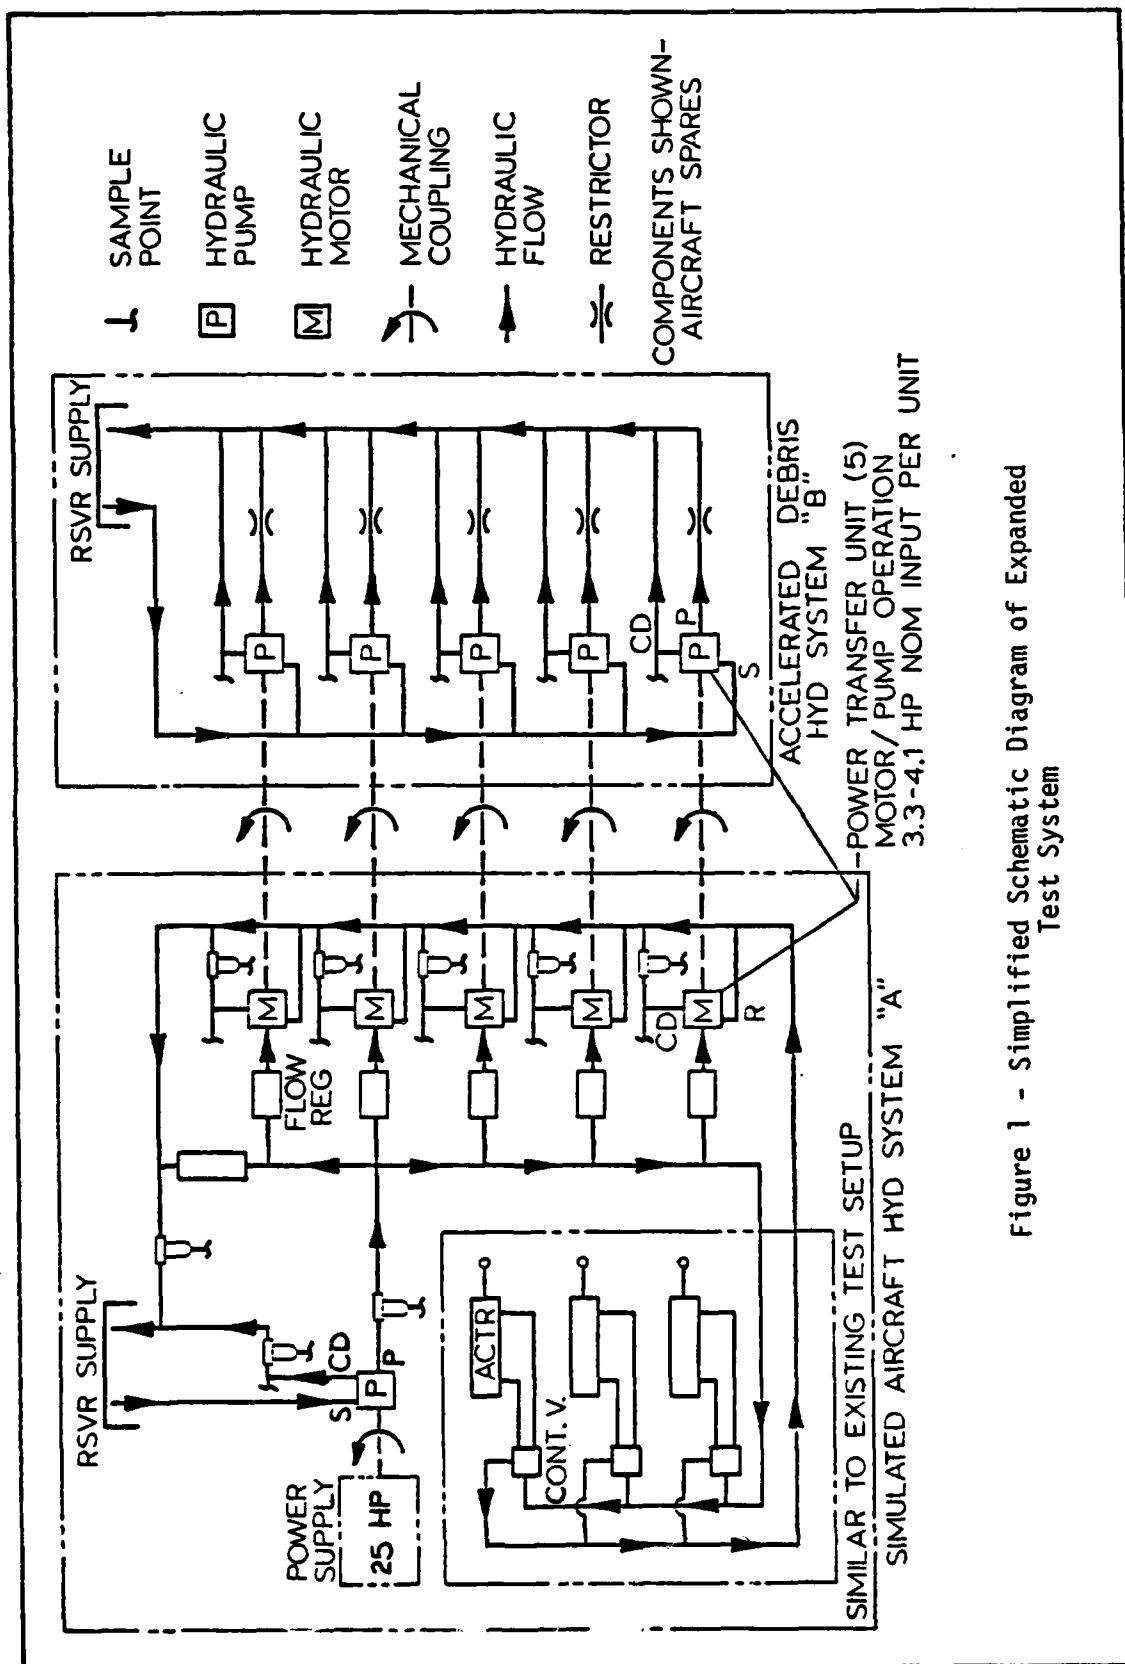 SAMPLE
POINT
P
HYDRAULIC
PUMP
M
HYDRAULIC
MOTOR
MECHANICAL
COUPLING
HYDRAULIC
FLOW
RESTRICTOR
COMPONENTS SHOWN-
AIRCRAFT SPARES
RSVR SUPPLY
P
P
P
P
CD
P
P
S
ACCELERATED DEBRIS
HYD SYSTEM "B"
POWER TRANSFER UNIT (5)
MOTOR/PUMP OPERATION
3.3-4.1 HP NOM INPUT PER UNIT
RSVR SUPPLY
CD
S
P
P
POWER
SUPPLY
25 HP
FLOW
REG
M
M
M
M
M
CD
R
ACTR
CONT. V.
SIMILAR TO EXISTING TEST SETUP
SIMULATED AIRCRAFT HYD SYSTEM "A"
Figure 1 - Simplified Schematic Diagram of Expanded
Test System